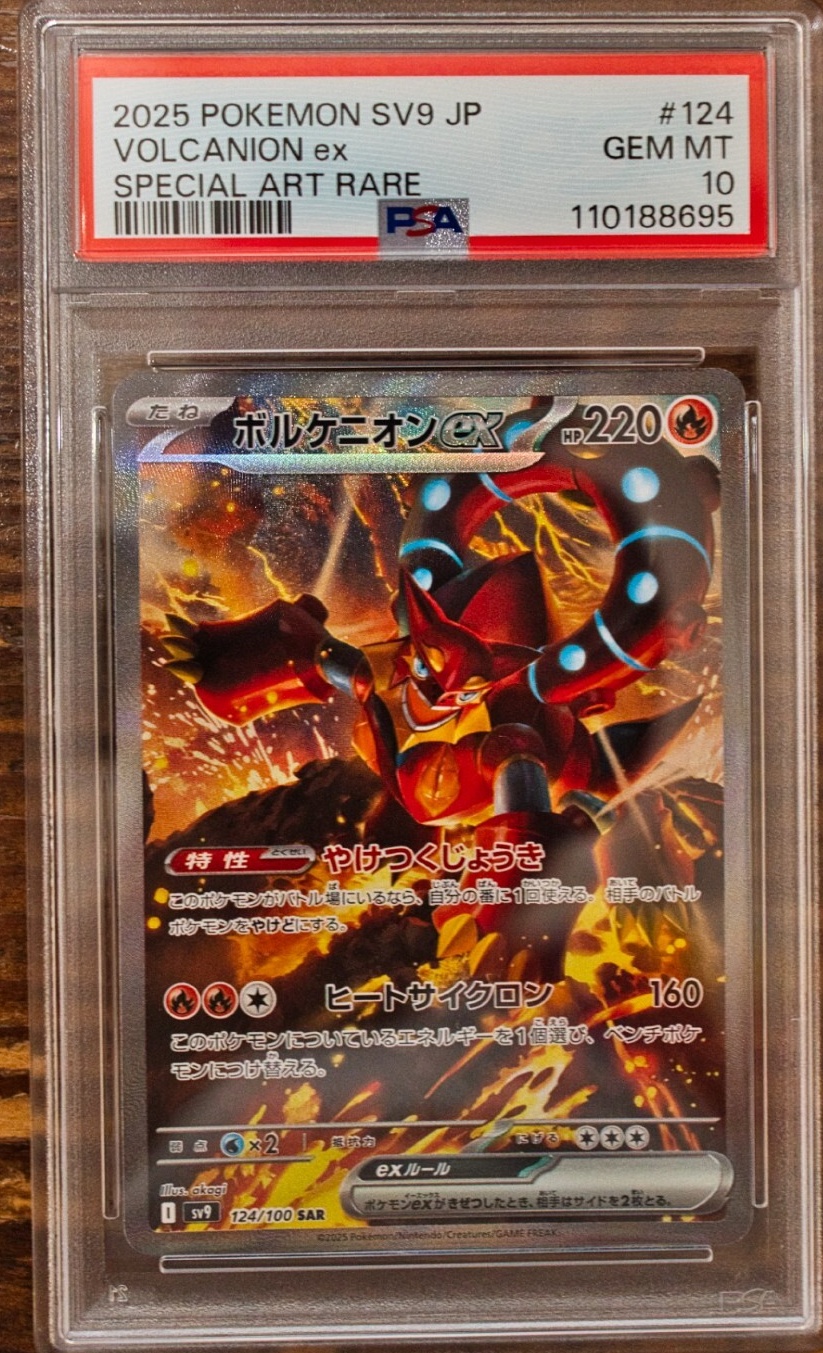 2025 POKEMON SV9 JP #124
VOLCANION ex GEM MT
SPECIAL ART RARE 10
PSA 110188695
たね ボルケニオンex HP220
特性 とくせい やけつくじょうき
このポケモンがバトル場にいるなら、自分の番に1回使える。相手のバトル
ポケモンをやけどにする。
ヒートサイクロン 160
このポケモンについているエネルギーを1個選び、ベンチポケ
モンにつけ替える。
弱点 ×2 抵抗力 にげる
exルール
ポケモンexがきぜつしたとき、相手はサイドを2枚とる。
Illus. akagi
I sv9 124/100 SAR
©2025 Pokémon/Nintendo/Creatures/GAME FREAK.
PSA